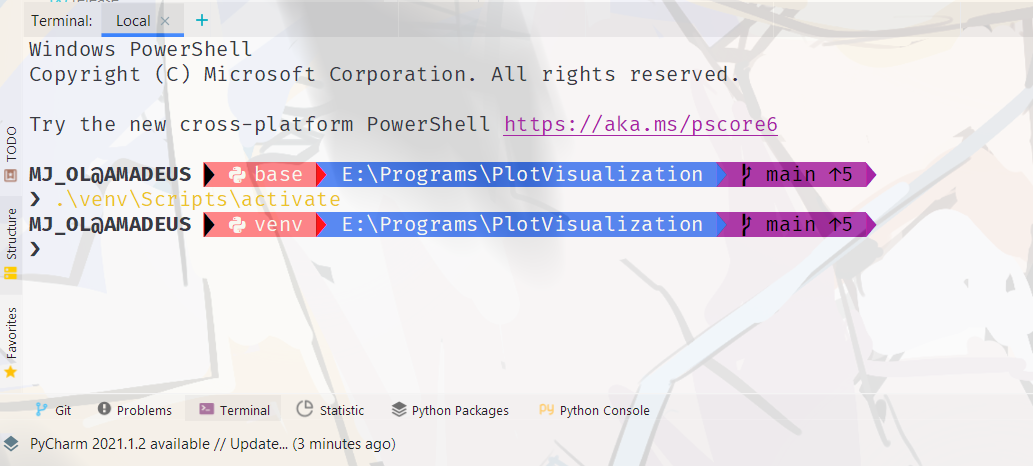 Terminal: Local × +
Windows PowerShell
Copyright (C) Microsoft Corporation. All rights reserved.
Try the new cross-platform PowerShell https://aka.ms/pscore6
MJ_OL@AMADEUS base E:\Programs\PlotVisualization main ↑5
❯ .\venv\Scripts\activate
MJ_OL@AMADEUS venv E:\Programs\PlotVisualization main ↑5
❯
TODO
Structure
Favorites
Git Problems Terminal Statistic Python Packages Python Console
PyCharm 2021.1.2 available // Update... (3 minutes ago)